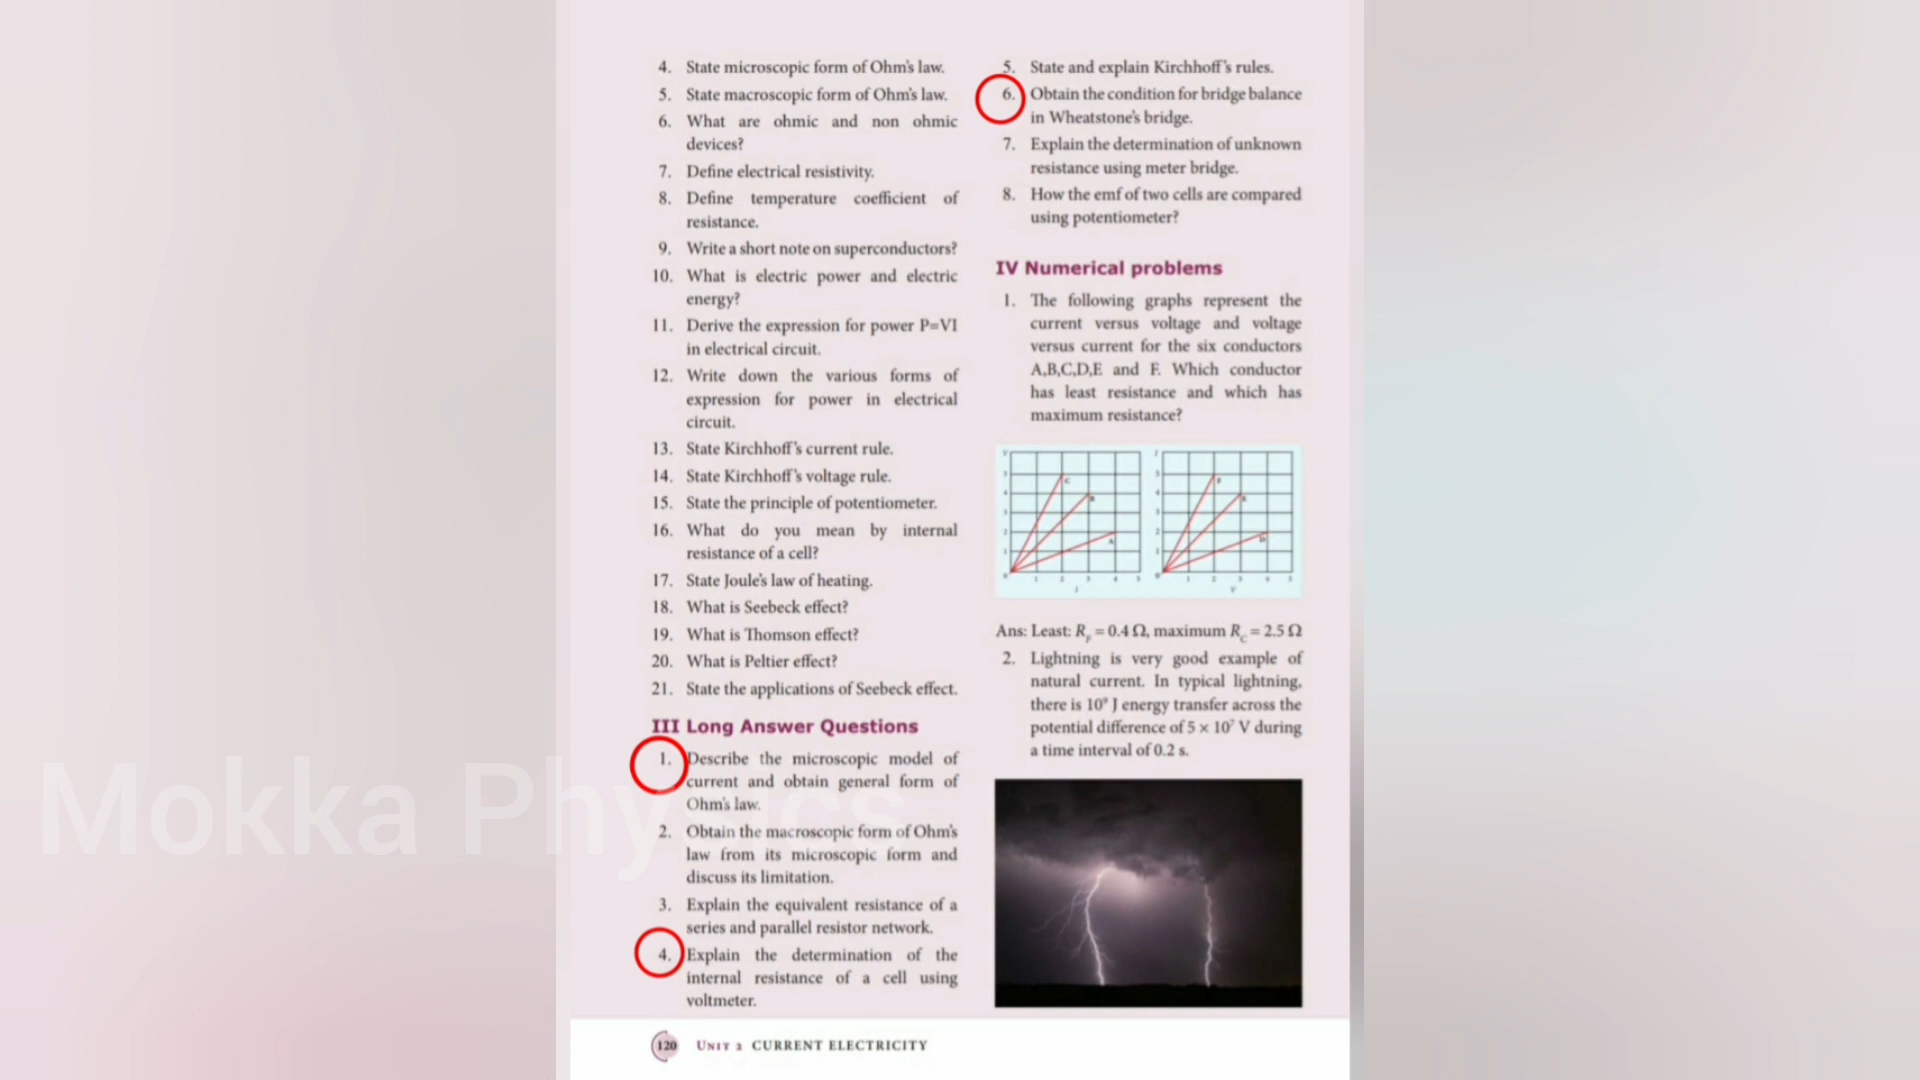 4. State microscopic form of Ohm's law.
5. State macroscopic form of Ohm's law.
6. What are ohmic and non ohmic
devices?
7. Define electrical resistivity.
8. Define temperature coefficient of
resistance.
9. Write a short note on superconductors?
10. What is electric power and electric
energy?
11. Derive the expression for power P=VI
in electrical circuit.
12. Write down the various forms of
expression for power in electrical
circuit.
13. State Kirchhoff's current rule.
14. State Kirchhoff's voltage rule.
15. State the principle of potentiometer.
16. What do you mean by internal
resistance of a cell?
17. State Joule's law of heating.
18. What is Seebeck effect?
19. What is Thomson effect?
20. What is Peltier effect?
21. State the applications of Seebeck effect.
III Long Answer Questions
1. Describe the microscopic model of
current and obtain general form of
Ohm's law.
2. Obtain the macroscopic form of Ohm's
law from its microscopic form and
discuss its limitation.
3. Explain the equivalent resistance of a
series and parallel resistor network.
4. Explain the determination of the
internal resistance of a cell using
voltmeter.
5. State and explain Kirchhoff's rules.
6. Obtain the condition for bridge balance
in Wheatstone's bridge.
7. Explain the determination of unknown
resistance using meter bridge.
8. How the emf of two cells are compared
using potentiometer?
IV Numerical problems
1. The following graphs represent the
current versus voltage and voltage
versus current for the six conductors
A,B,C,D,E and F. Which conductor
has least resistance and which has
maximum resistance?
Ans: Least: R_F = 0.4 Ω, maximum R_C = 2.5 Ω
2. Lightning is very good example of
natural current. In typical lightning,
there is 10⁹ J energy transfer across the
potential difference of 5 × 10⁷ V during
a time interval of 0.2 s.
120 UNIT 2 CURRENT ELECTRICITY
Mokka Physics